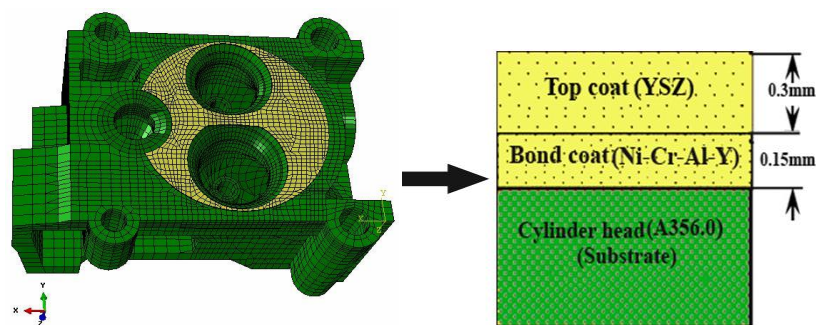 Top coat (YSZ)
0.3mm
Bond coat(Ni-Cr-Al-Y)
0.15mm
Cylinder head(A356.0)
(Substrate)
Y
X
Z
Y
X
Z